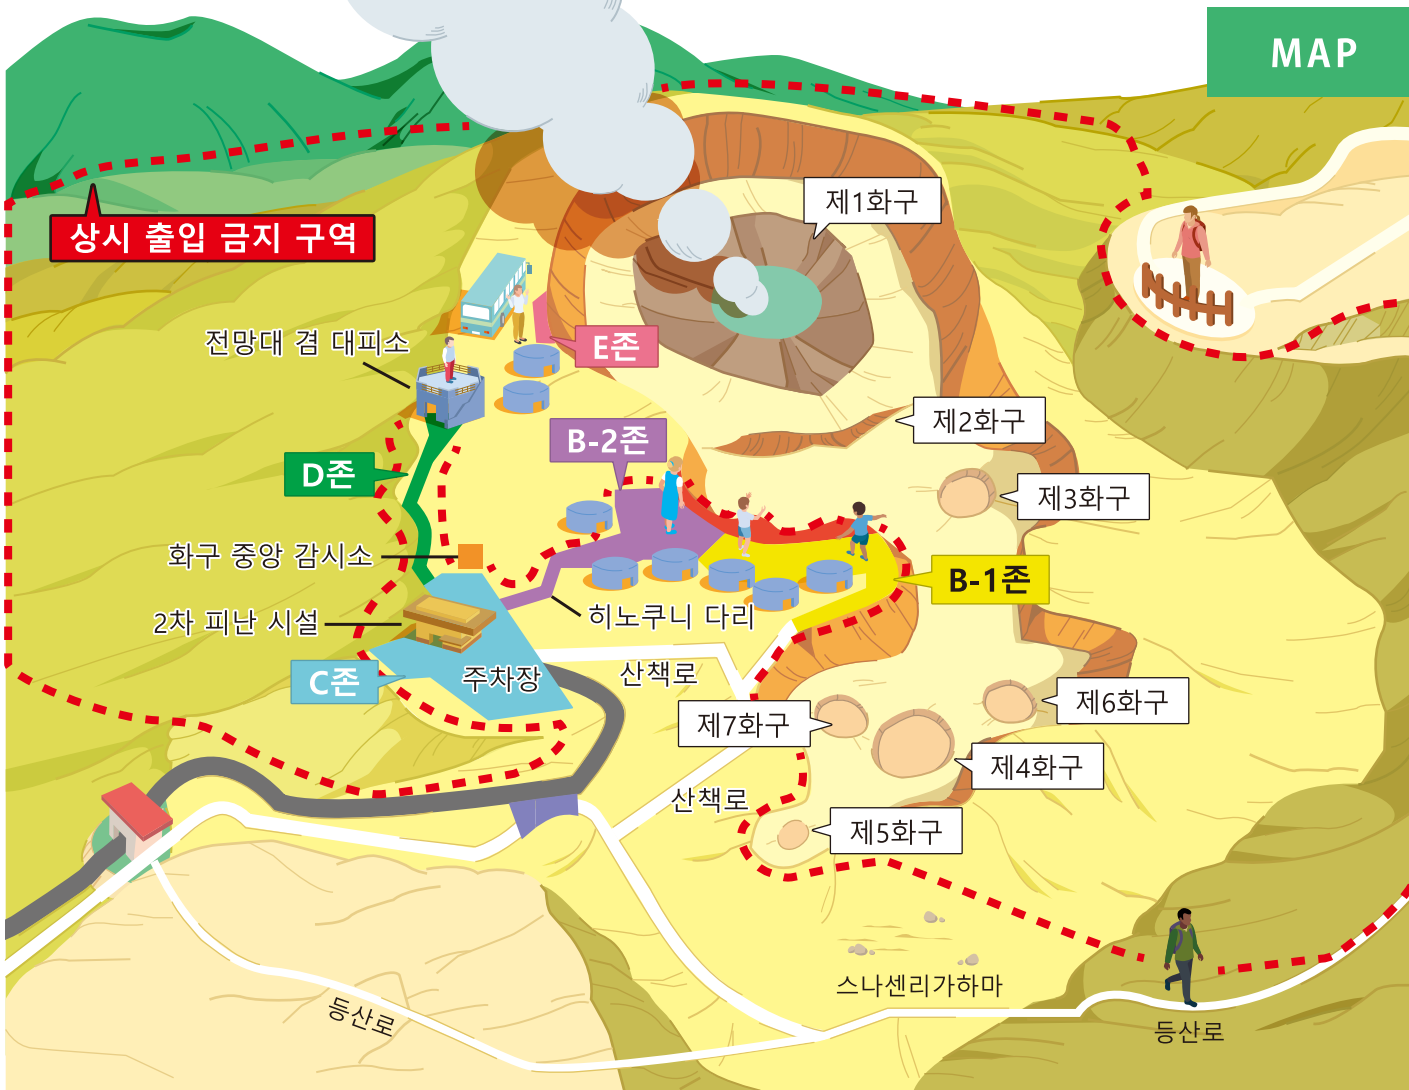 MAP
제1화구
상시 출입 금지 구역
전망대 겸 대피소
E존
제2화구
B-2존
D존
제3화구
화구 중앙 감시소
B-1존
2차 피난 시설
히노쿠니 다리
C존
주차장
산책로
제6화구
제7화구
제4화구
산책로
제5화구
스나센리가하마
등산로
등산로